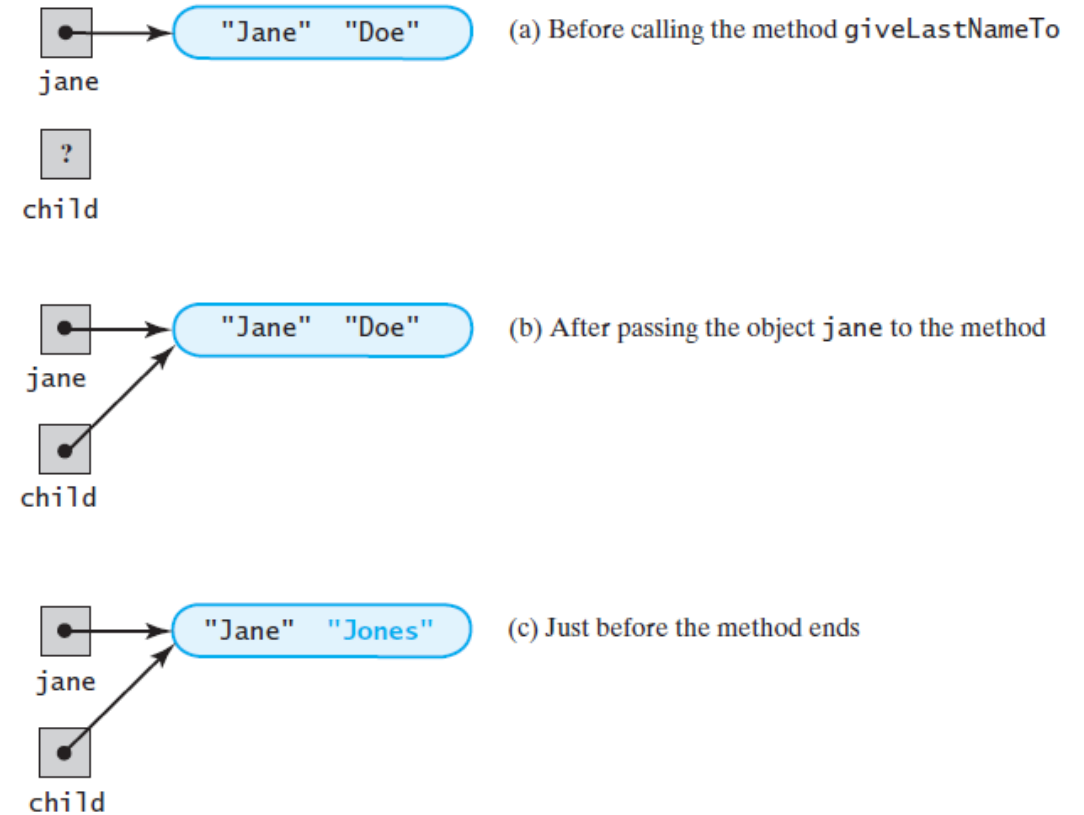 "Jane" "Doe" (a) Before calling the method giveLastNameTo
jane
?
child
"Jane" "Doe" (b) After passing the object jane to the method
jane
child
"Jane" "Jones" (c) Just before the method ends
jane
child